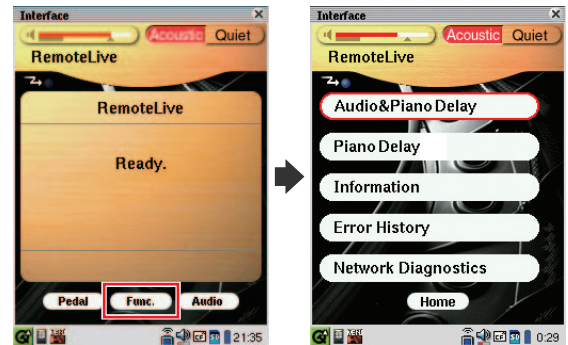 Interface
Acoustic Quiet
RemoteLive
RemoteLive
Ready.
Pedal Func. Audio
21:35
Interface
Acoustic Quiet
RemoteLive
Audio&Piano Delay
Piano Delay
Information
Error History
Network Diagnostics
Home
0:29